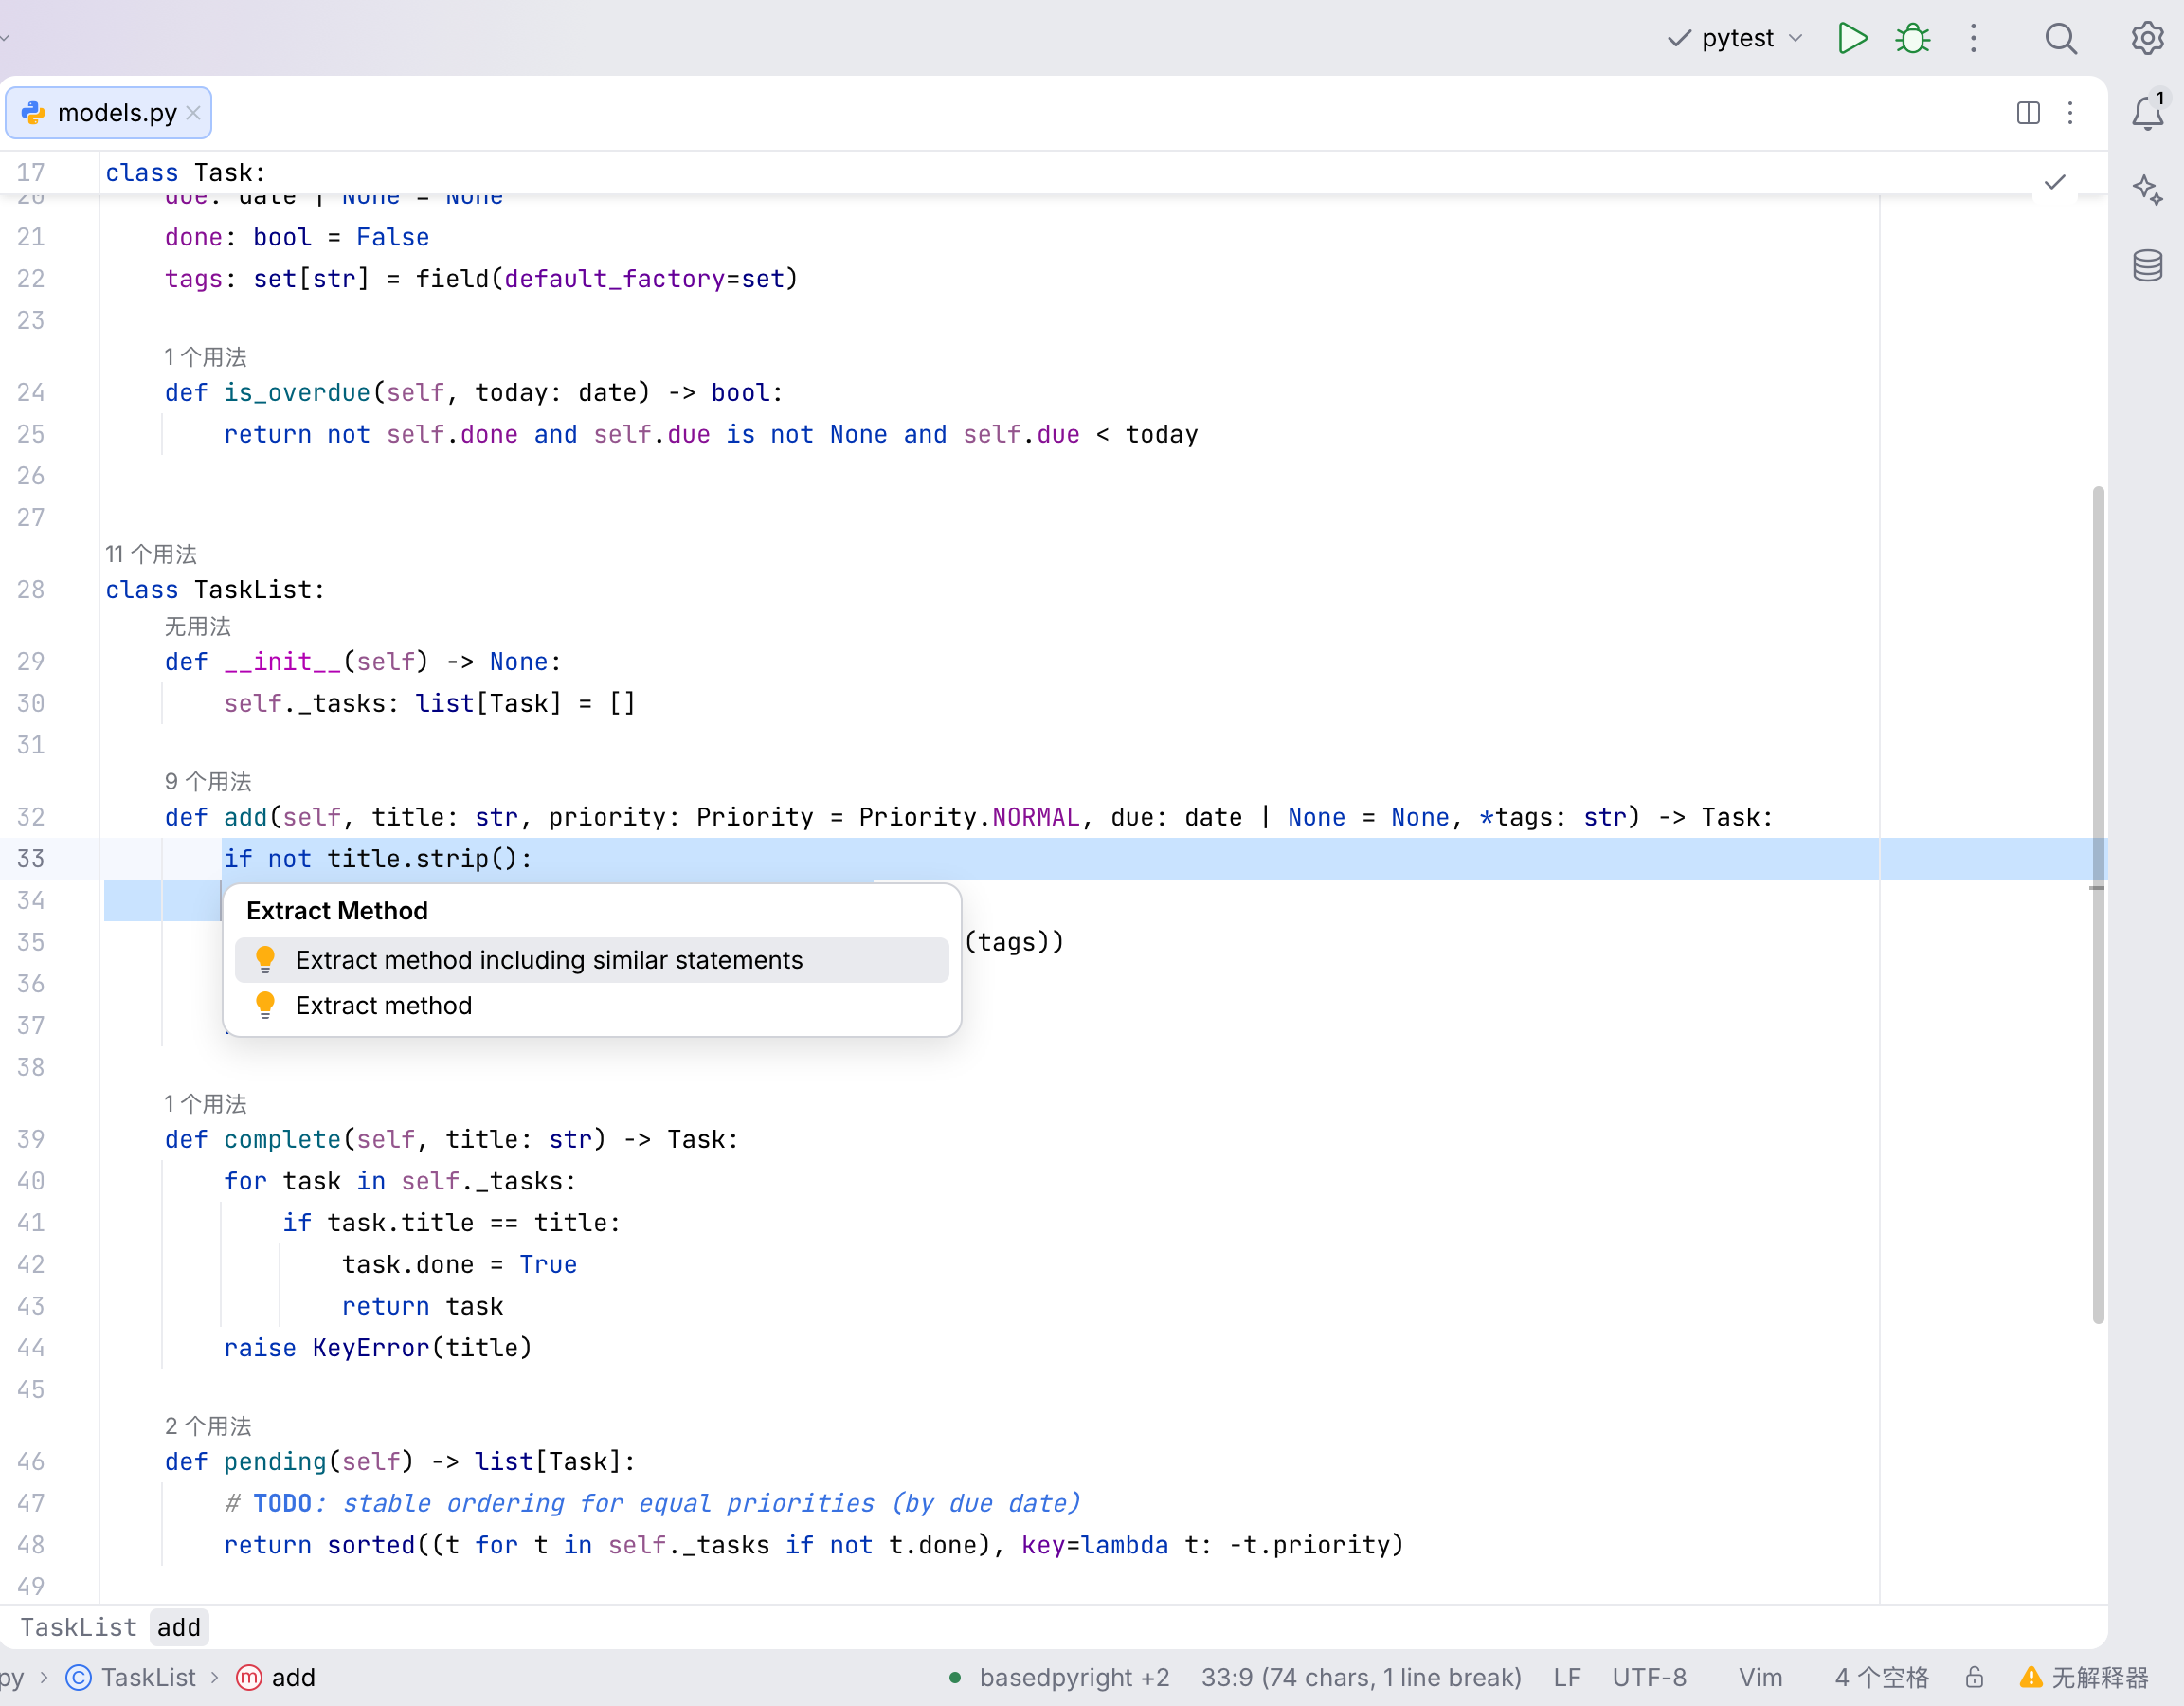 pytest
1
models.py
17 class Task:
20 due: date | None = None
21 done: bool = False
22 tags: set[str] = field(default_factory=set)
23
1 个用法
24 def is_overdue(self, today: date) -> bool:
25 return not self.done and self.due is not None and self.due < today
26
27
11 个用法
28 class TaskList:
无用法
29 def __init__(self) -> None:
30 self._tasks: list[Task] = []
31
9 个用法
32 def add(self, title: str, priority: Priority = Priority.NORMAL, due: date | None = None, *tags: str) -> Task:
33 if not title.strip():
34
Extract Method
35 (tags))
Extract method including similar statements
36
Extract method
37
38
1 个用法
39 def complete(self, title: str) -> Task:
40 for task in self._tasks:
41 if task.title == title:
42 task.done = True
43 return task
44 raise KeyError(title)
45
2 个用法
46 def pending(self) -> list[Task]:
47 # TODO: stable ordering for equal priorities (by due date)
48 return sorted((t for t in self._tasks if not t.done), key=lambda t: -t.priority)
49
TaskList add
py › C TaskList › m add basedpyright +2 33:9 (74 chars, 1 line break) LF UTF-8 Vim 4 个空格 无解释器